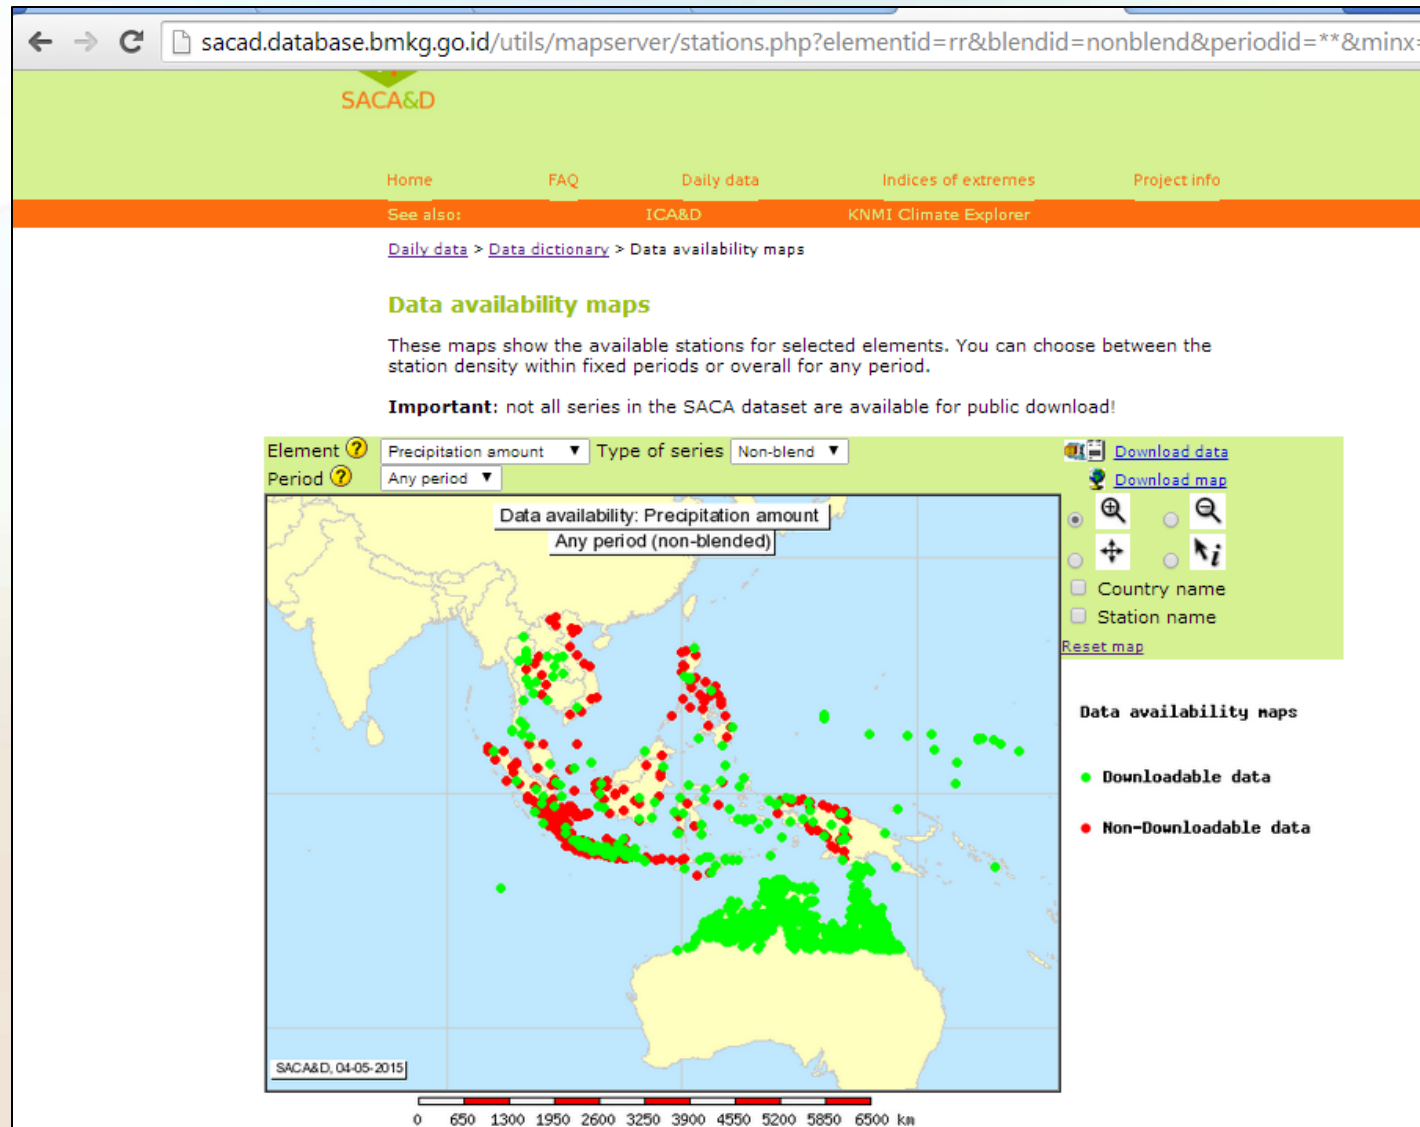 sacad.database.bmkg.go.id/utils/mapserver/stations.php?elementid=rr&blendid=nonblend&periodid=**&minx=
SACA&D
Home FAQ Daily data Indices of extremes Project info
See also: ICA&D KNMI Climate Explorer
Daily data > Data dictionary > Data availability maps
Data availability maps
These maps show the available stations for selected elements. You can choose between the
station density within fixed periods or overall for any period.
Important: not all series in the SACA dataset are available for public download!
Element ? Precipitation amount ▼ Type of series Non-blend ▼ Download data
Period ? Any period ▼ Download map
Data availability: Precipitation amount
Any period (non-blended)
Country name
Station name
Reset map
Data availability maps
Downloadable data
Non-Downloadable data
SACA&D, 04-05-2015
0 650 1300 1950 2600 3250 3900 4550 5200 5850 6500 km